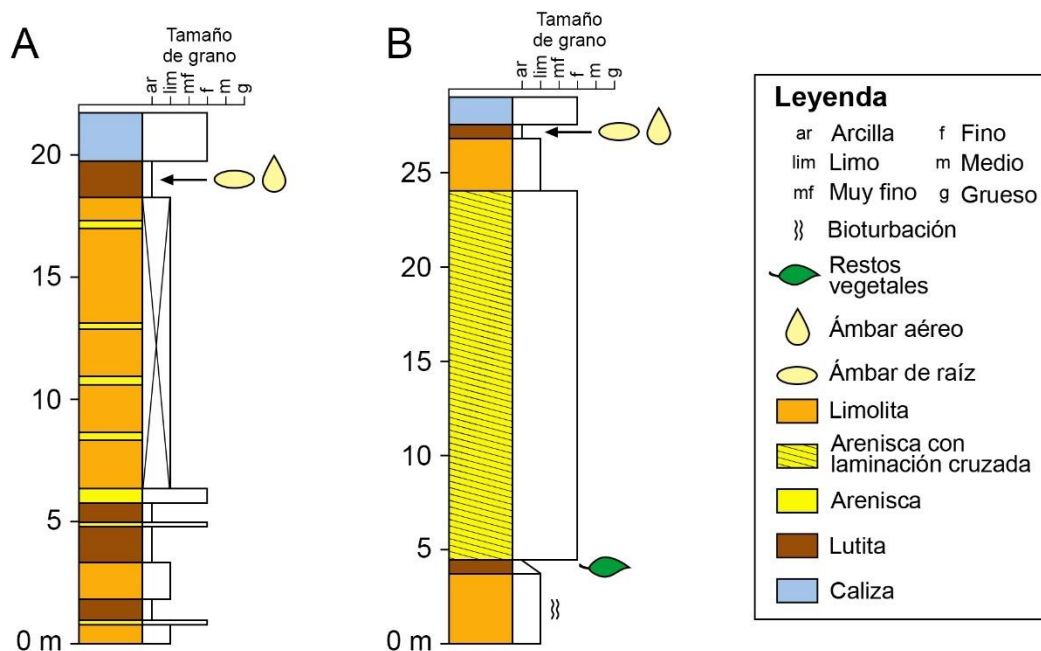 A
Tamaño
de grano
ar lim mf f m g
20
15
10
5
0 m
B
Tamaño
de grano
ar lim mf f m g
25
20
15
10
5
0 m
Leyenda
ar Arcilla f Fino
lim Limo m Medio
mf Muy fino g Grueso
Bioturbación
Restos
vegetales
Ámbar aéreo
Ámbar de raíz
Limolita
Arenisca con
laminación cruzada
Arenisca
Lutita
Caliza